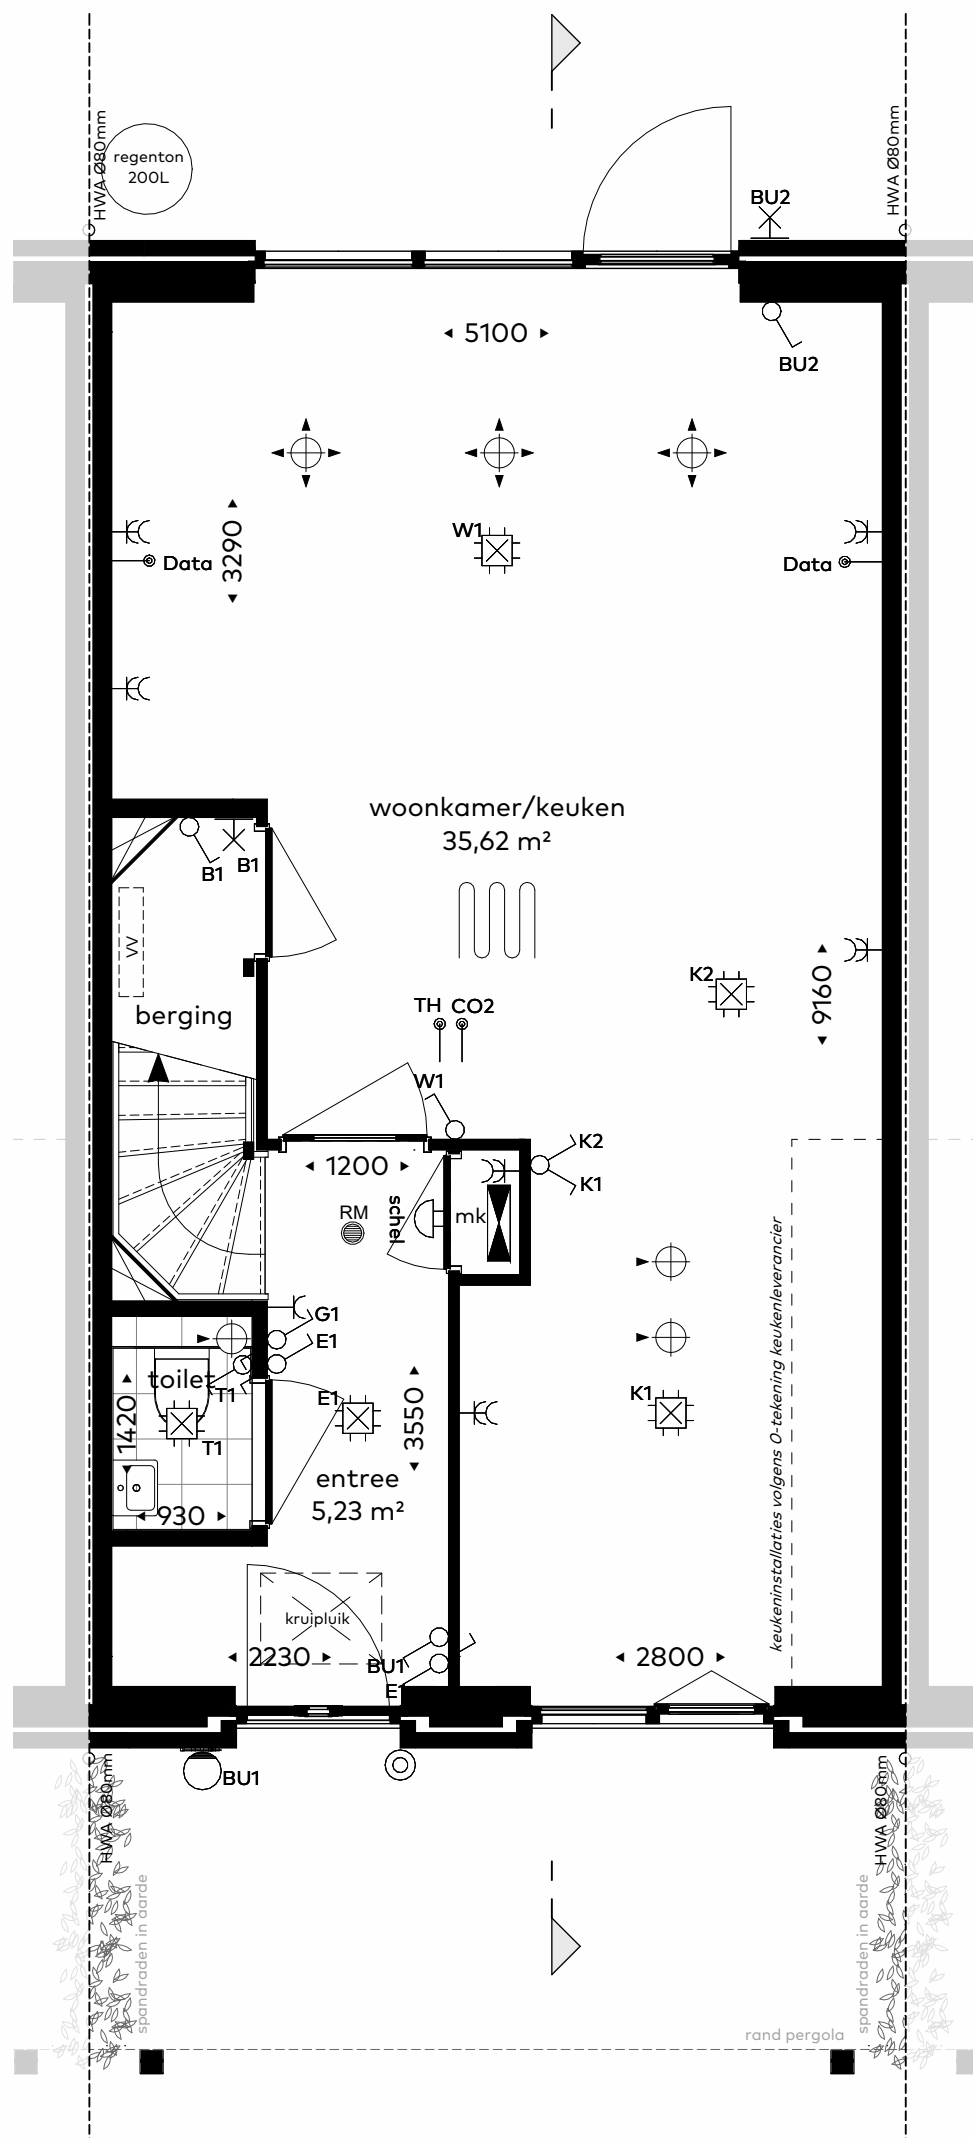 HWA Ø80mm
regenton
200L
HWA Ø80mm
BU2
5100
BU2
W1
3290
Data
Data
woonkamer/keuken
35,62 m²
B1
B1
VV
berging
K2
9160
TH
CO2
W1
K2
1200
K1
RM
schel
mk
G1
E1
toilet
T1
E1
K1
1420
T1
3550
entree
5,23 m²
930
keukeninstallaties volgens 0-tekening keukenleverancier
kruipluik
2230
BU1
2800
E
BU1
HWA Ø80mm
HWA Ø80mm
spandraden in aarde
spandraden in aarde
rand pergola